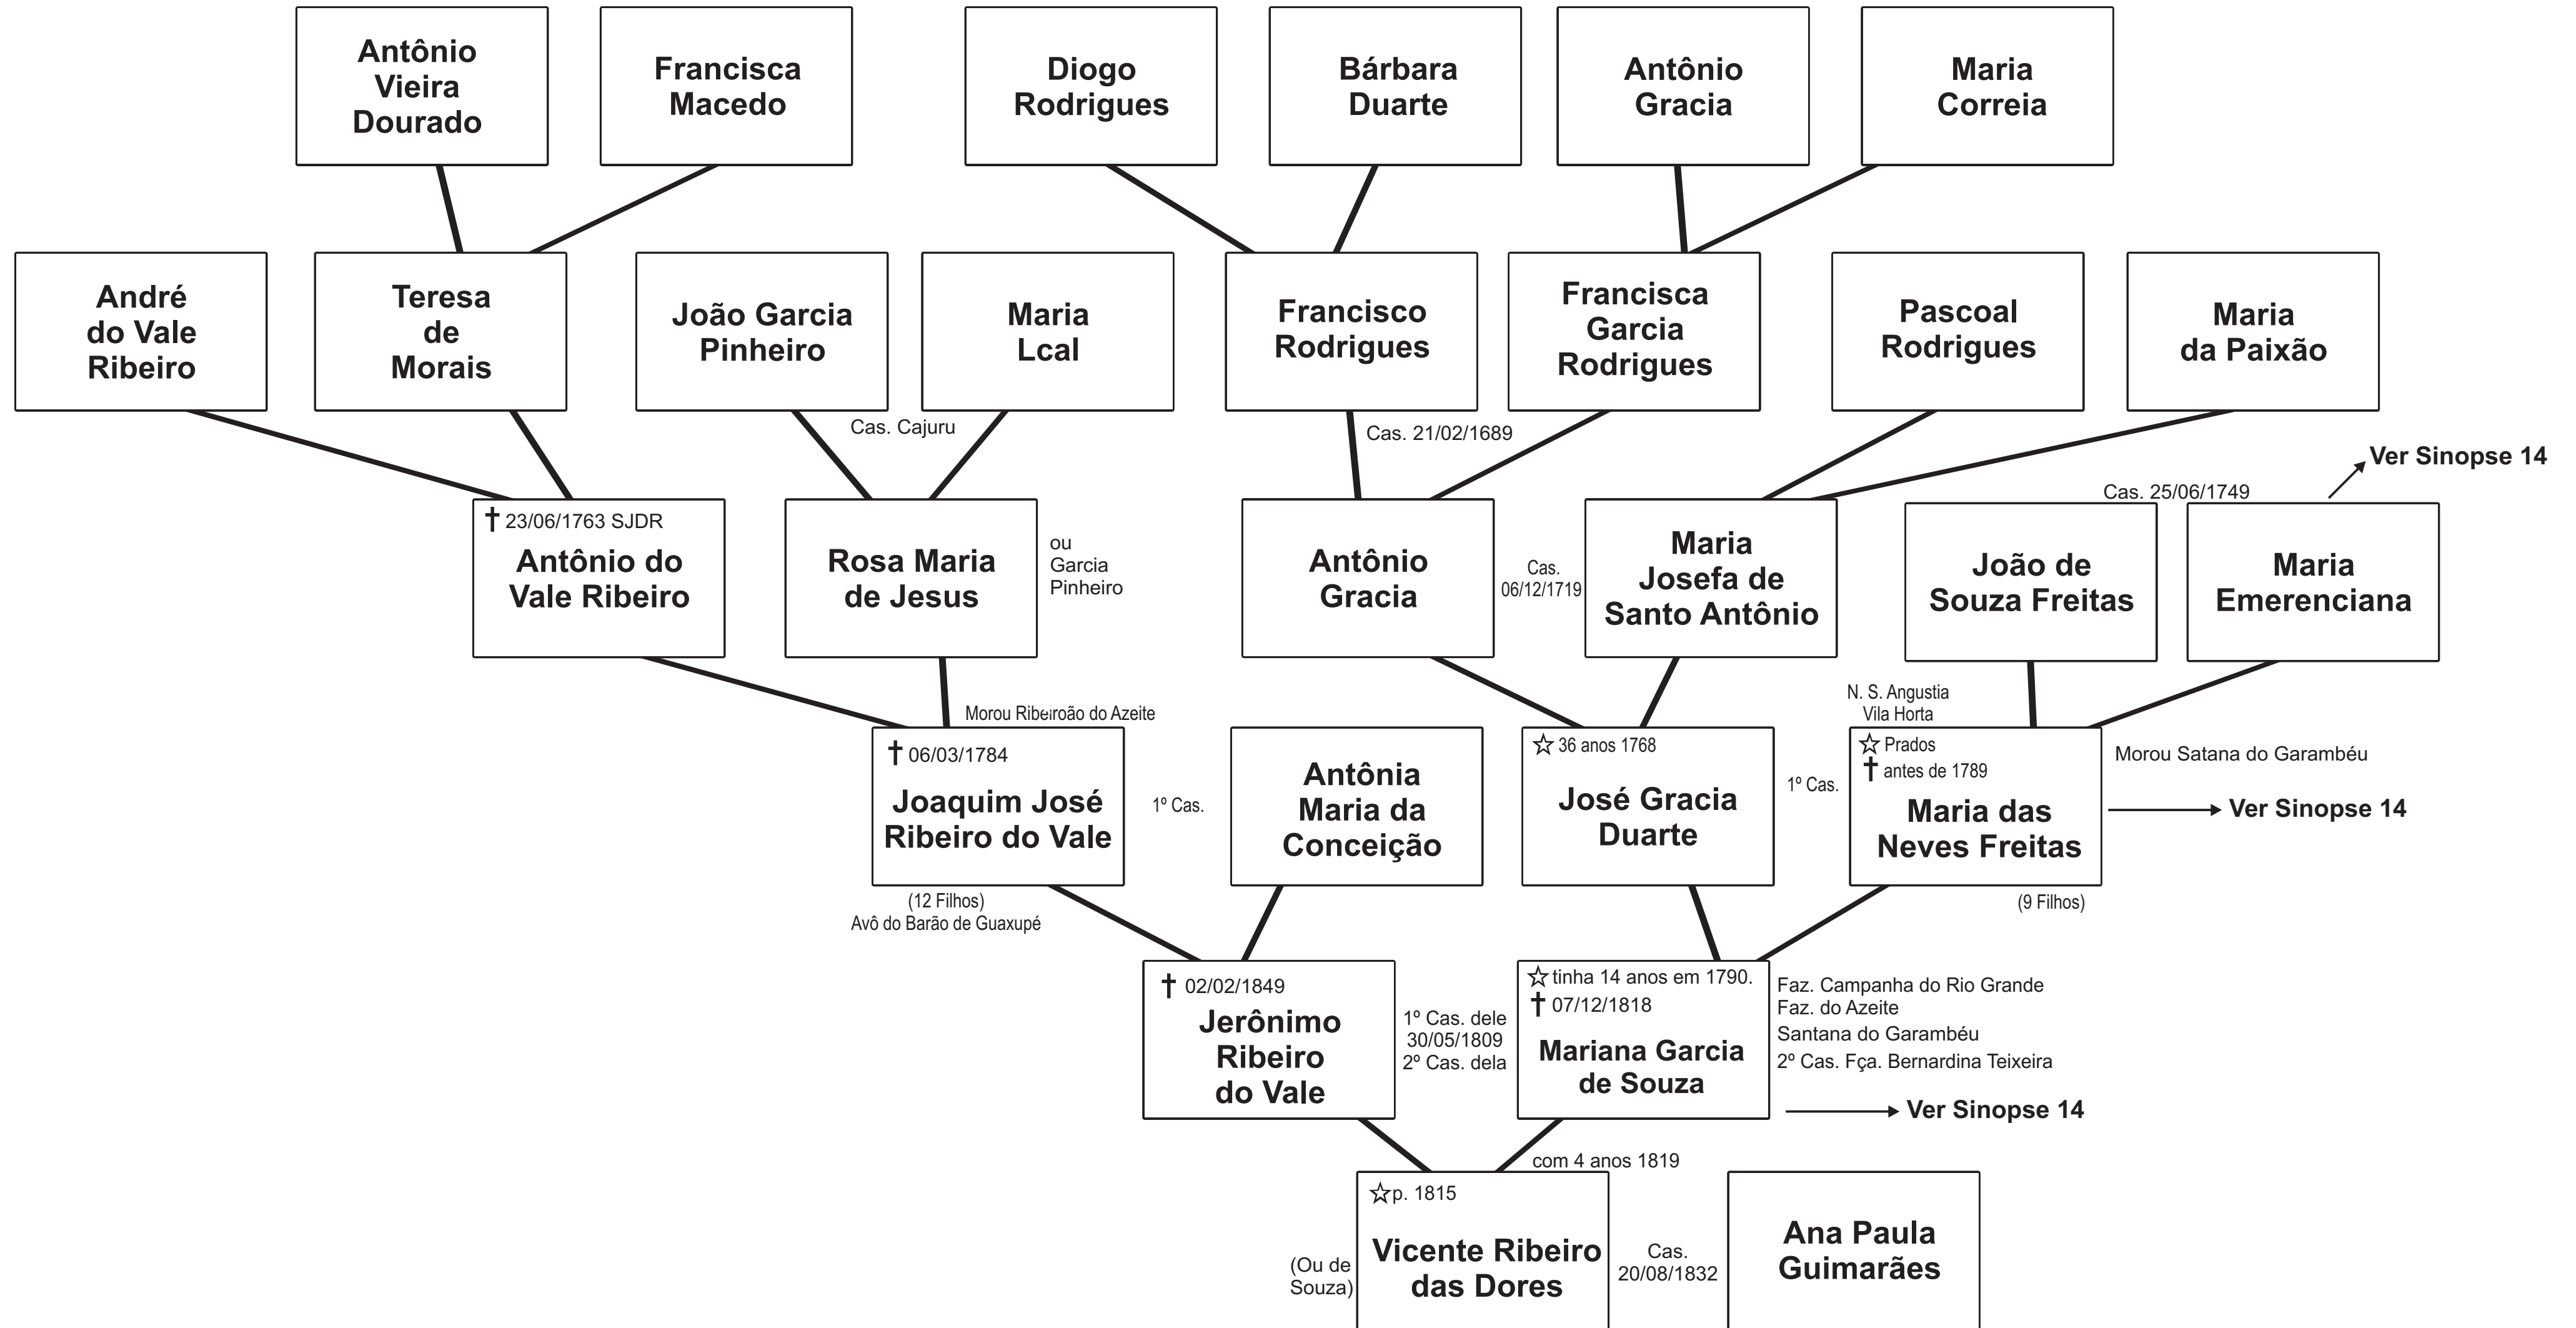 Antônio
Vieira
Dourado
Francisca
Macedo
Diogo
Rodrigues
Bárbara
Duarte
Antônio
Gracia
Maria
Correia
André
do Vale
Ribeiro
Teresa
de
Morais
João Garcia
Pinheiro
Maria
Lcal
Francisco
Rodrigues
Francisca
Garcia
Rodrigues
Pascoal
Rodrigues
Maria
da Paixão
Cas. Cajuru
Cas. 21/02/1689
Ver Sinopse 14
Cas. 25/06/1749
✝ 23/06/1763 SJDR
Antônio do
Vale Ribeiro
Rosa Maria
de Jesus
ou
Garcia
Pinheiro
Antônio
Gracia
Cas.
06/12/1719
Maria
Josefa de
Santo Antônio
João de
Souza Freitas
Maria
Emerenciana
Morou Ribeiroão do Azeite
N. S. Angustia
Vila Horta
✝ 06/03/1784
Joaquim José
Ribeiro do Vale
1º Cas.
Antônia
Maria da
Conceição
☆ 36 anos 1768
José Gracia
Duarte
1º Cas.
☆ Prados
✝ antes de 1789
Maria das
Neves Freitas
Morou Satana do Garambéu
Ver Sinopse 14
(12 Filhos)
Avô do Barão de Guaxupé
(9 Filhos)
✝ 02/02/1849
Jerônimo
Ribeiro
do Vale
1º Cas. dele
30/05/1809
2º Cas. dela
☆ tinha 14 anos em 1790.
✝ 07/12/1818
Mariana Garcia
de Souza
Faz. Campanha do Rio Grande
Faz. do Azeite
Santana do Garambéu
2º Cas. Fça. Bernardina Teixeira
Ver Sinopse 14
com 4 anos 1819
☆ p. 1815
(Ou de
Souza)
Vicente Ribeiro
das Dores
Cas.
20/08/1832
Ana Paula
Guimarães